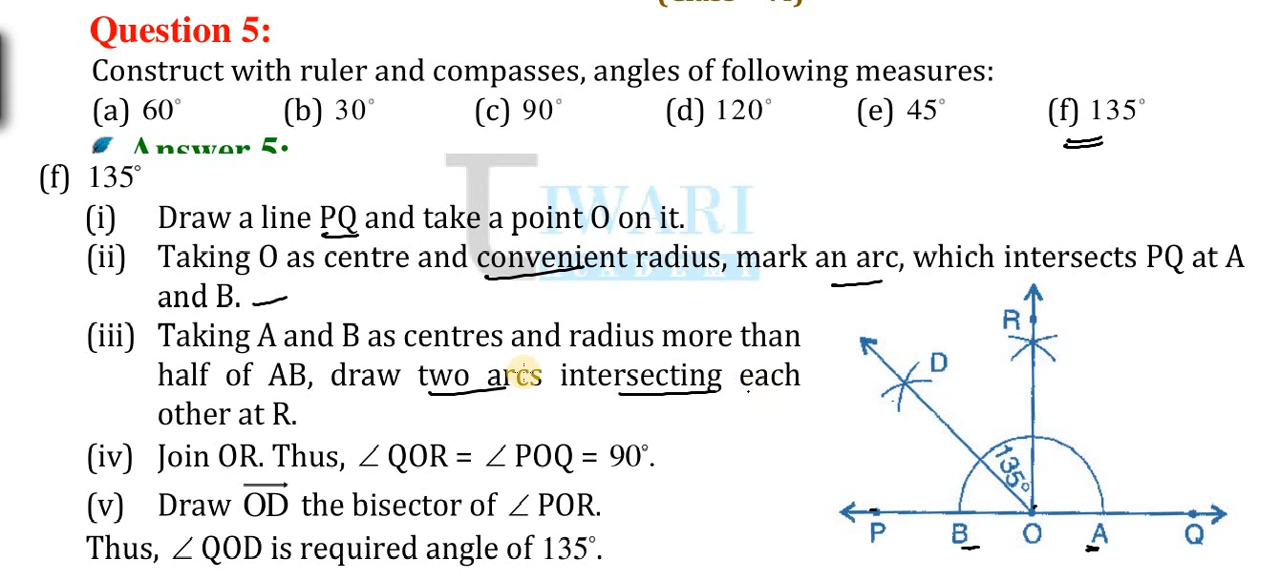 Question 5:
Construct with ruler and compasses, angles of following measures:
(a) 60° (b) 30° (c) 90° (d) 120° (e) 45° (f) 135°
Answer 5:
(f) 135°
TIWARI
ACADEMY
(i) Draw a line PQ and take a point O on it.
(ii) Taking O as centre and convenient radius, mark an arc, which intersects PQ at A
and B.
(iii) Taking A and B as centres and radius more than
half of AB, draw two arcs intersecting each
other at R.
(iv) Join OR. Thus, ∠ QOR = ∠ POQ = 90°.
(v) Draw OD the bisector of ∠ POR.
Thus, ∠ QOD is required angle of 135°.
R
D
135°
P B O A Q